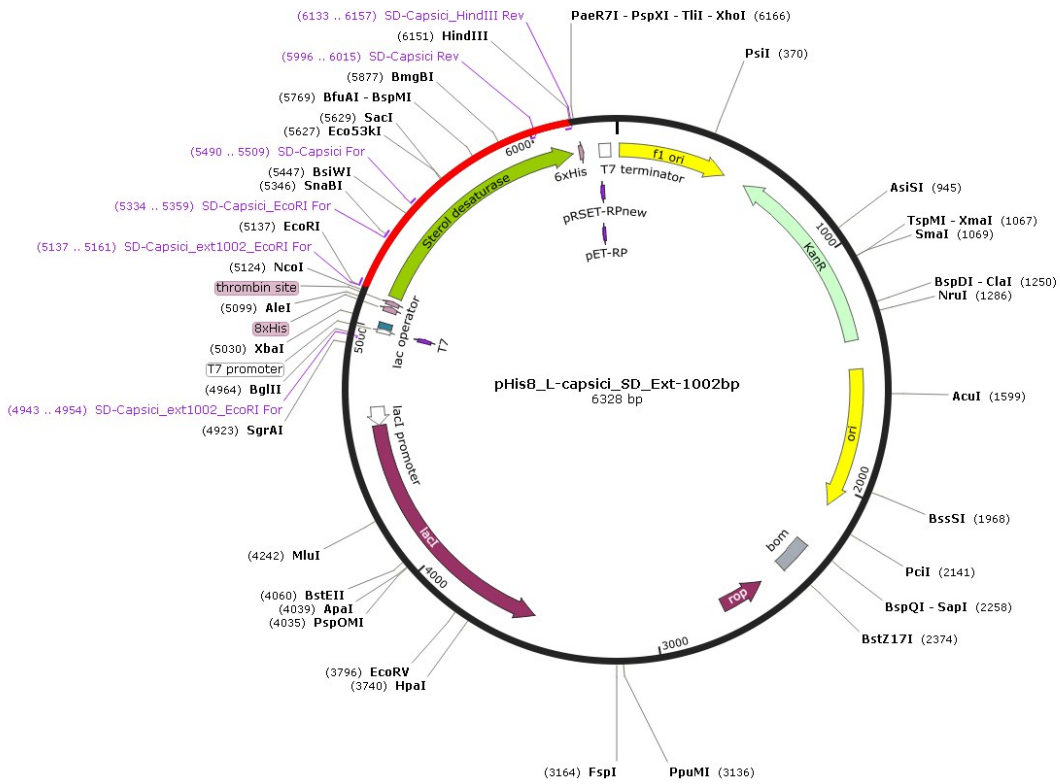 (6133 .. 6157) SD-Capsici_HindIII Rev
(6151) HindIII
(5996 .. 6015) SD-Capsici Rev
(5877) BmgBI
(5769) BfuAI - BspMI
(5629) SacI
(5627) Eco53kI
(5490 .. 5509) SD-Capsici For
(5447) BsiWI
(5346) SnaBI
(5334 .. 5359) SD-Capsici_EcoRI For
(5137) EcoRI
(5137 .. 5161) SD-Capsici_ext1002_EcoRI For
(5124) NcoI
thrombin site
(5099) AleI
8xHis
(5030) XbaI
T7 promoter
(4964) BglII
(4943 .. 4954) SD-Capsici_ext1002_EcoRI For
(4923) SgrAI
(4242) MluI
(4060) BstEII
(4039) ApaI
(4035) PspOMI
(3796) EcoRV
(3740) HpaI
(3164) FspI
PpuMI (3136)
PaeR7I - PspXI - TliI - XhoI (6166)
PsiI (370)
AsiSI (945)
TspMI - XmaI (1067)
SmaI (1069)
BspDI - ClaI (1250)
NruI (1286)
AcuI (1599)
BssSI (1968)
PciI (2141)
BspQI - SapI (2258)
BstZ17I (2374)
6000
1000
2000
3000
4000
5000
Sterol desaturase
6xHis
T7 terminator
f1 ori
pRSET-RPnew
pET-RP
KanR
ori
bom
rop
lacI
lacI promoter
lac operator
T7
pHis8_L-capsici_SD_Ext-1002bp
6328 bp